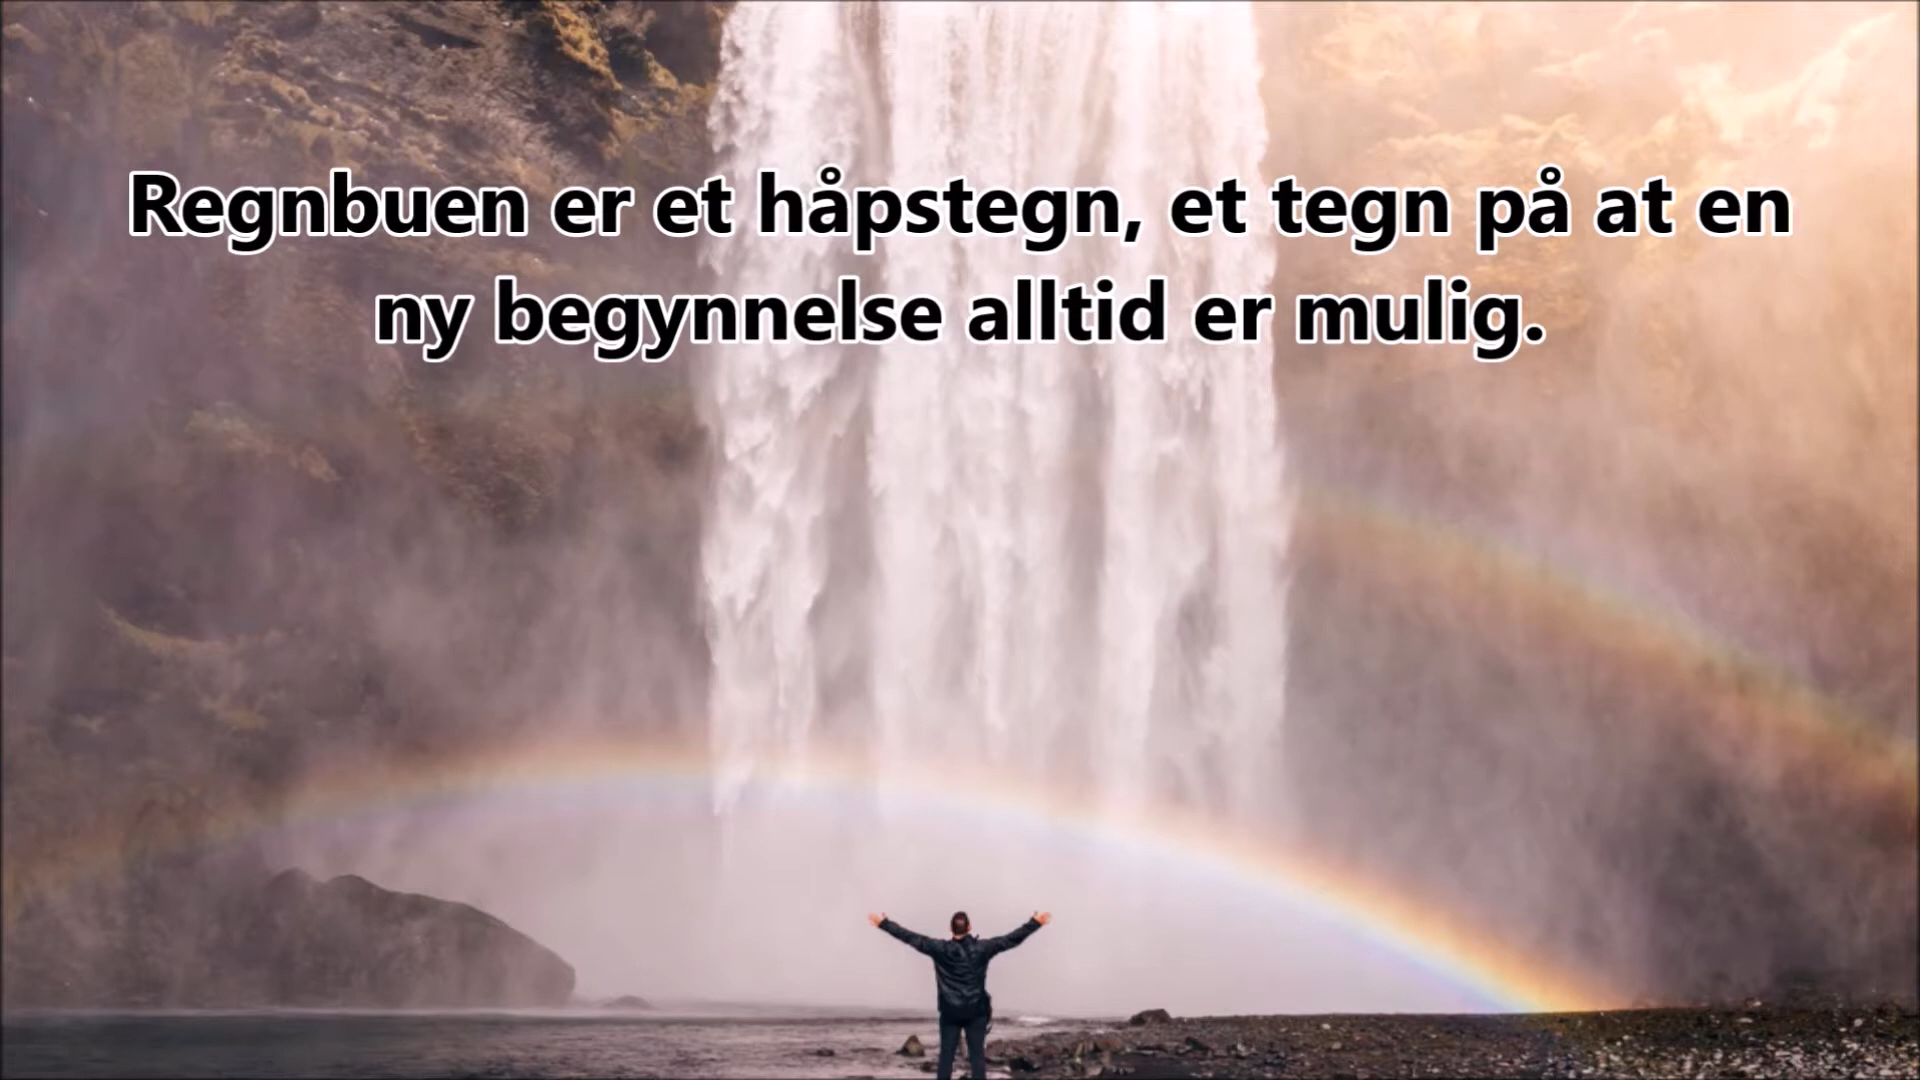 Regnbuen er et håpstegn, et tegn på at en
ny begynnelse alltid er mulig.